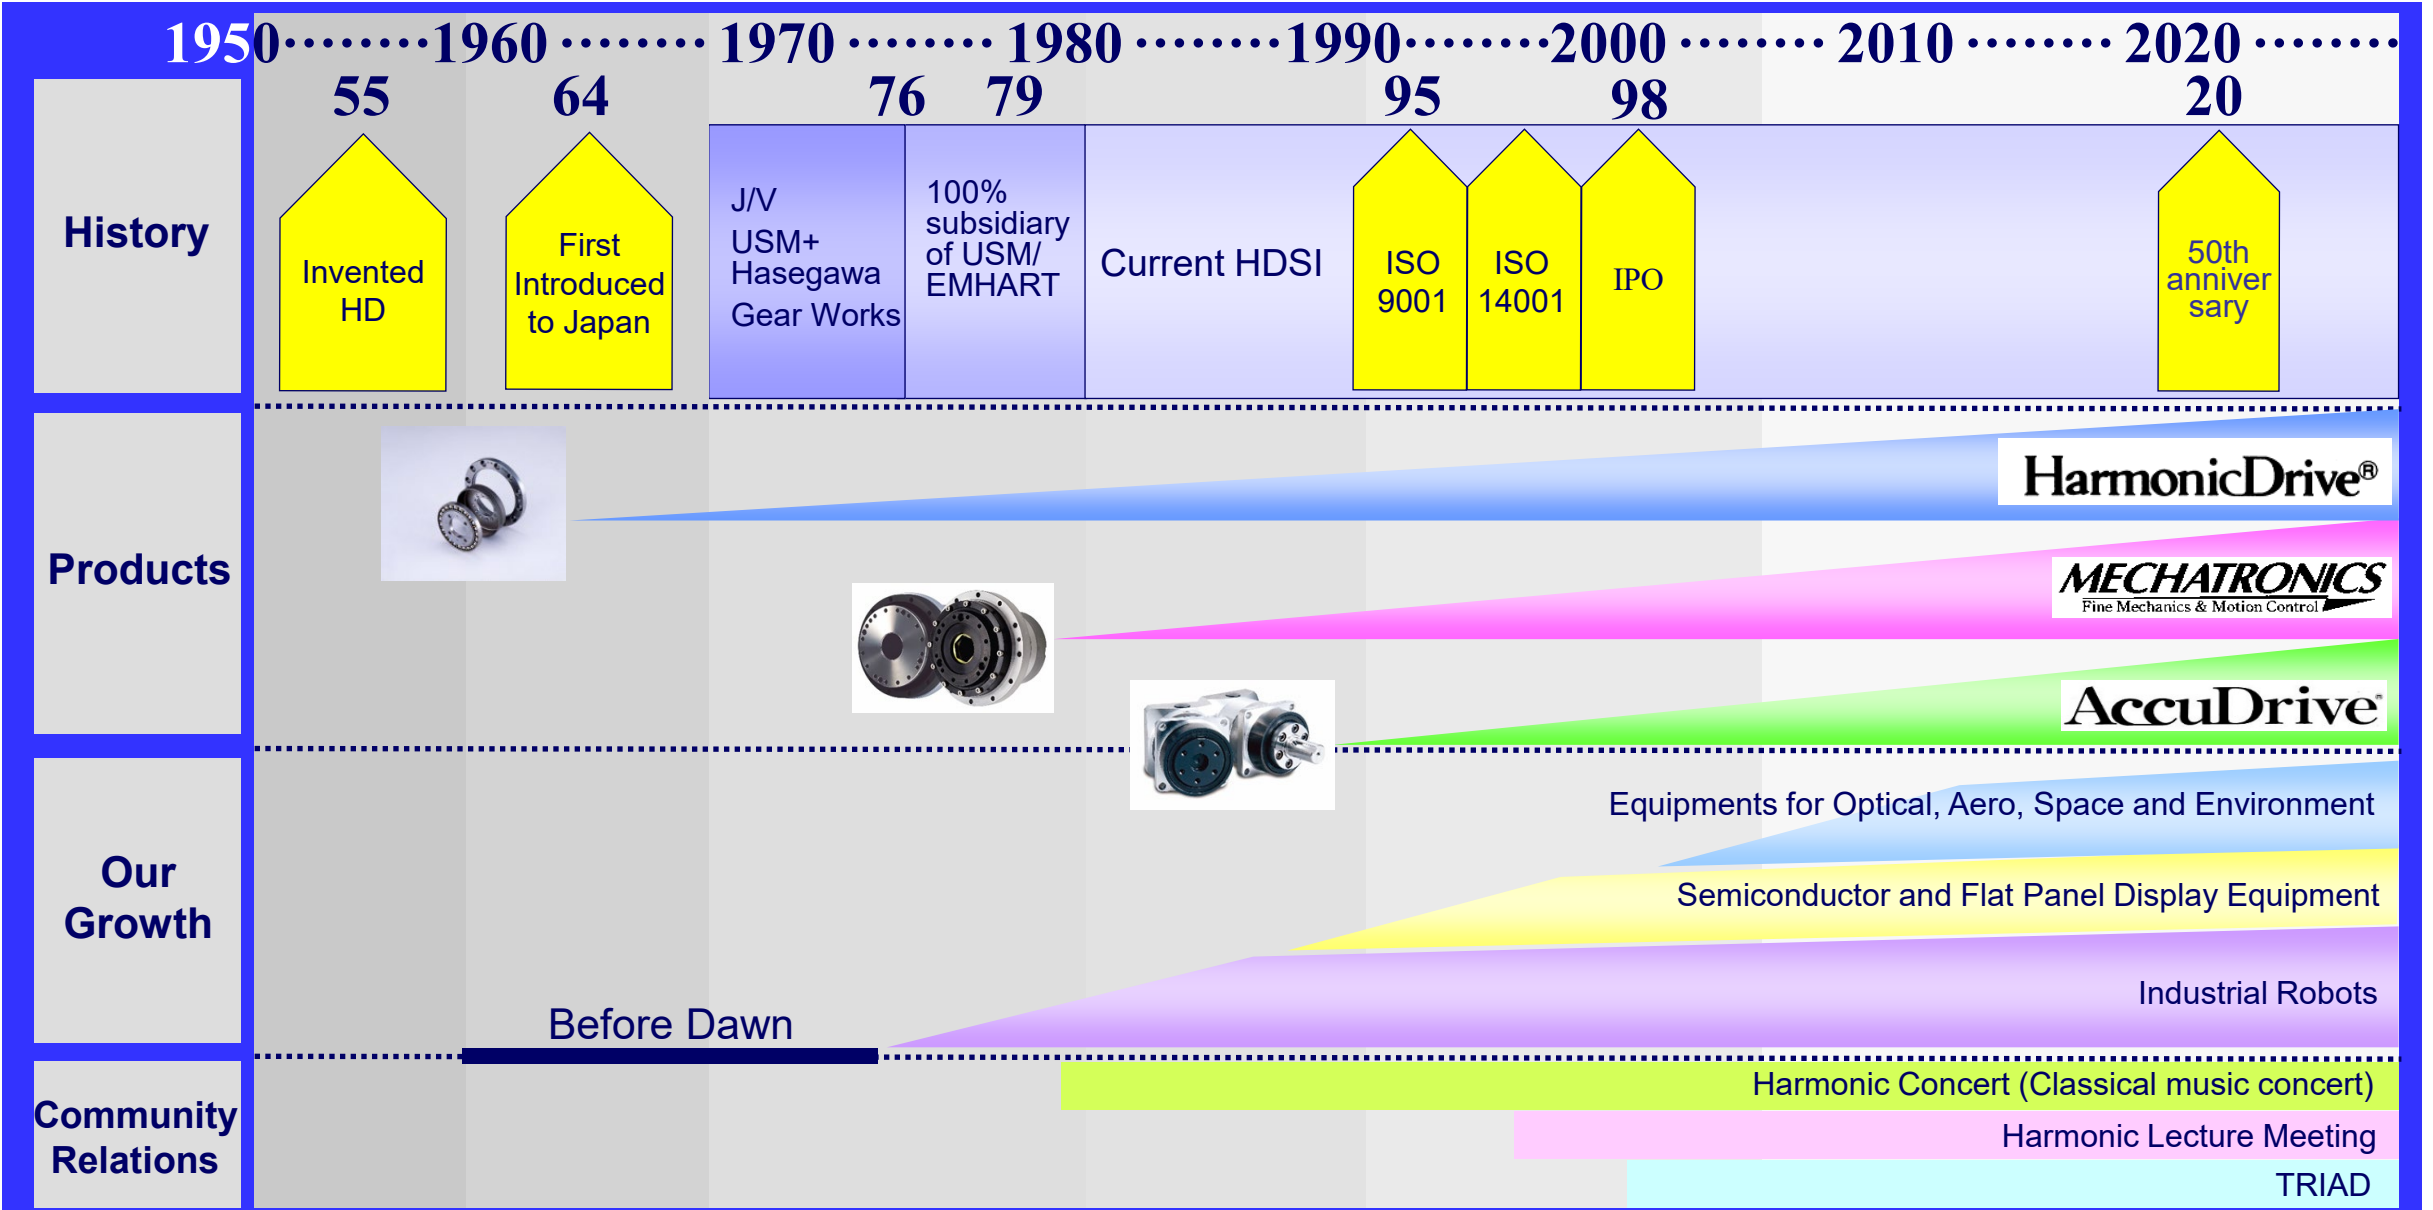 1950········1960 ········ 1970 ········ 1980 ········1990········2000 ········ 2010 ········ 2020 ········
55
64
76
79
95
98
20
History
Invented
HD
First
Introduced
to Japan
J/V
USM+
Hasegawa
Gear Works
100%
subsidiary
of USM/
EMHART
Current HDSI
ISO
9001
ISO
14001
IPO
50th
anniver
sary
Products
HarmonicDrive®
MECHATRONICS
Fine Mechanics & Motion Control
AccuDrive
Our
Growth
Equipments for Optical, Aero, Space and Environment
Semiconductor and Flat Panel Display Equipment
Industrial Robots
Before Dawn
Community
Relations
Harmonic Concert (Classical music concert)
Harmonic Lecture Meeting
TRIAD